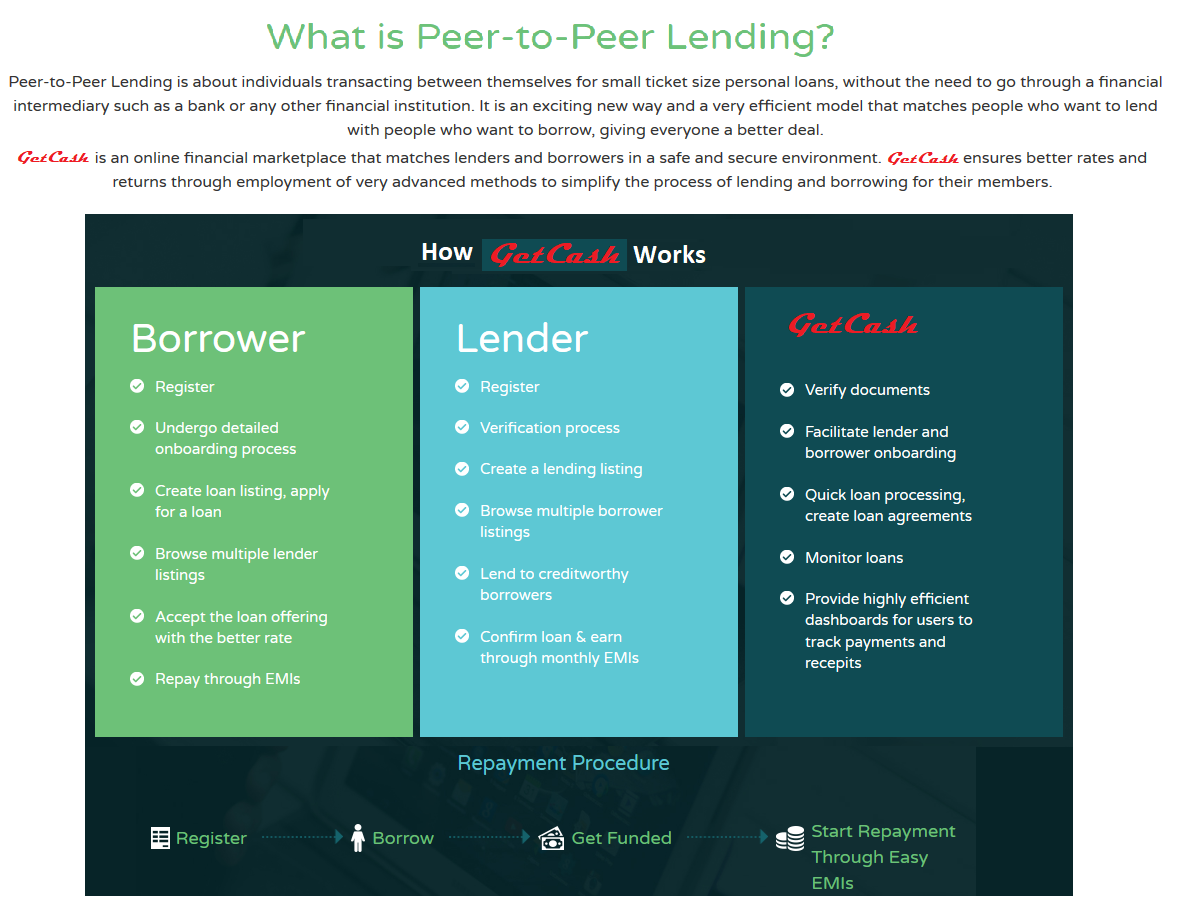 What is Peer-to-Peer Lending?
Peer-to-Peer Lending is about individuals transacting between themselves for small ticket size personal loans, without the need to go through a financial
intermediary such as a bank or any other financial institution. It is an exciting new way and a very efficient model that matches people who want to lend
with people who want to borrow, giving everyone a better deal.
GetCash is an online financial marketplace that matches lenders and borrowers in a safe and secure environment. GetCash ensures better rates and
returns through employment of very advanced methods to simplify the process of lending and borrowing for their members.
How GetCash Works
Borrower
Register
Undergo detailed
onboarding process
Create loan listing, apply
for a loan
Browse multiple lender
listings
Accept the loan offering
with the better rate
Repay through EMIs
Lender
Register
Verification process
Create a lending listing
Browse multiple borrower
listings
Lend to creditworthy
borrowers
Confirm loan & earn
through monthly EMIs
GetCash
Verify documents
Facilitate lender and
borrower onboarding
Quick loan processing,
create loan agreements
Monitor loans
Provide highly efficient
dashboards for users to
track payments and
recepits
Repayment Procedure
Register
Borrow
Get Funded
Start Repayment
Through Easy
EMIs